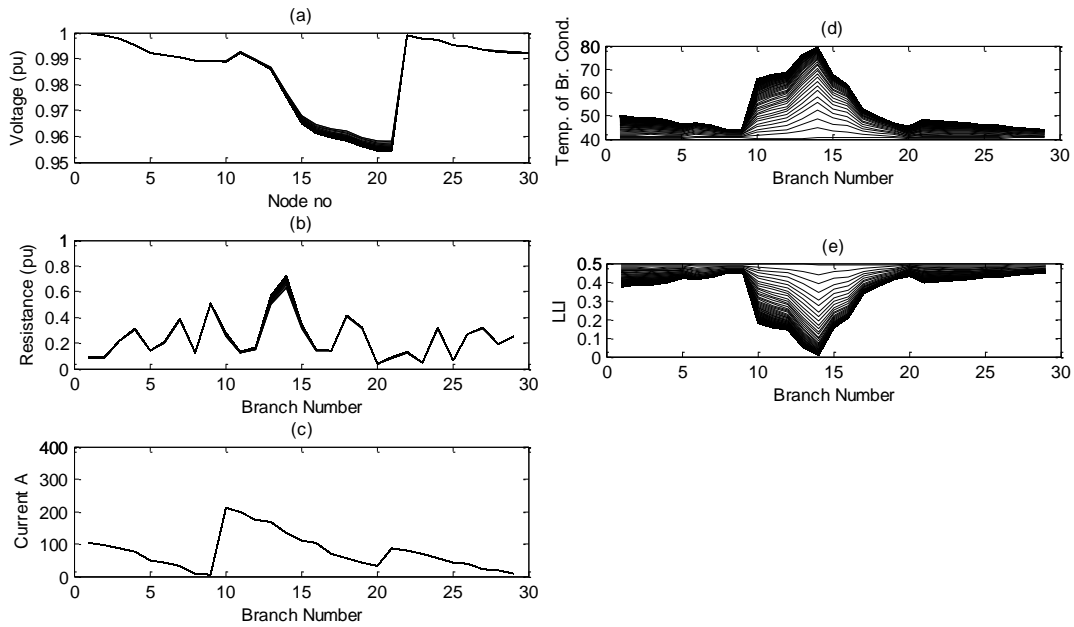 (a)
Voltage (pu)
1
0.99
0.98
0.97
0.96
0.95
0 5 10 15 20 25 30
Node no
(b)
Resistance (pu)
1
0.8
0.6
0.4
0.2
0
0 5 10 15 20 25 30
Branch Number
(c)
Current A
400
300
200
100
0
0 5 10 15 20 25 30
Branch Number
(d)
Temp. of Br. Cond.
80
70
60
50
40
0 5 10 15 20 25 30
Branch Number
(e)
LLI
0.5
0.4
0.3
0.2
0.1
0
0 5 10 15 20 25 30
Branch Number